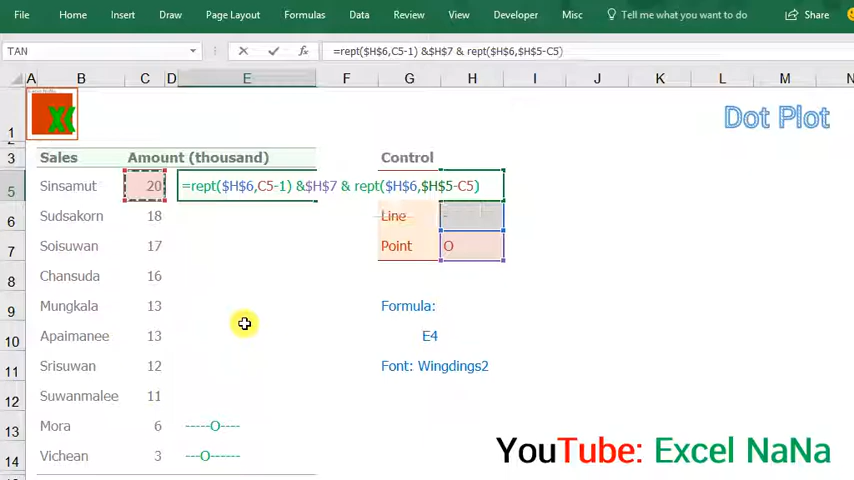 File Home Insert Draw Page Layout Formulas Data Review View Developer Misc Tell me what you want to do Share
TAN =rept($H$6,C5-1) &$H$7 & rept($H$6,$H$5-C5)
A B C D E F G H I J K L M N
1 Dot Plot
3 Sales Amount (thousand) Control
5 Sinsamut 20 =rept($H$6,C5-1) &$H$7 & rept($H$6,$H$5-C5)
6 Sudsakorn 18 Line -
7 Soisuwan 17 Point O
8 Chansuda 16
9 Mungkala 13 Formula:
10 Apaimanee 13 E4
11 Srisuwan 12 Font: Wingdings2
12 Suwanmalee 11
13 Mora 6 -----O----
14 Vichean 3 ---O------
YouTube: Excel NaNa